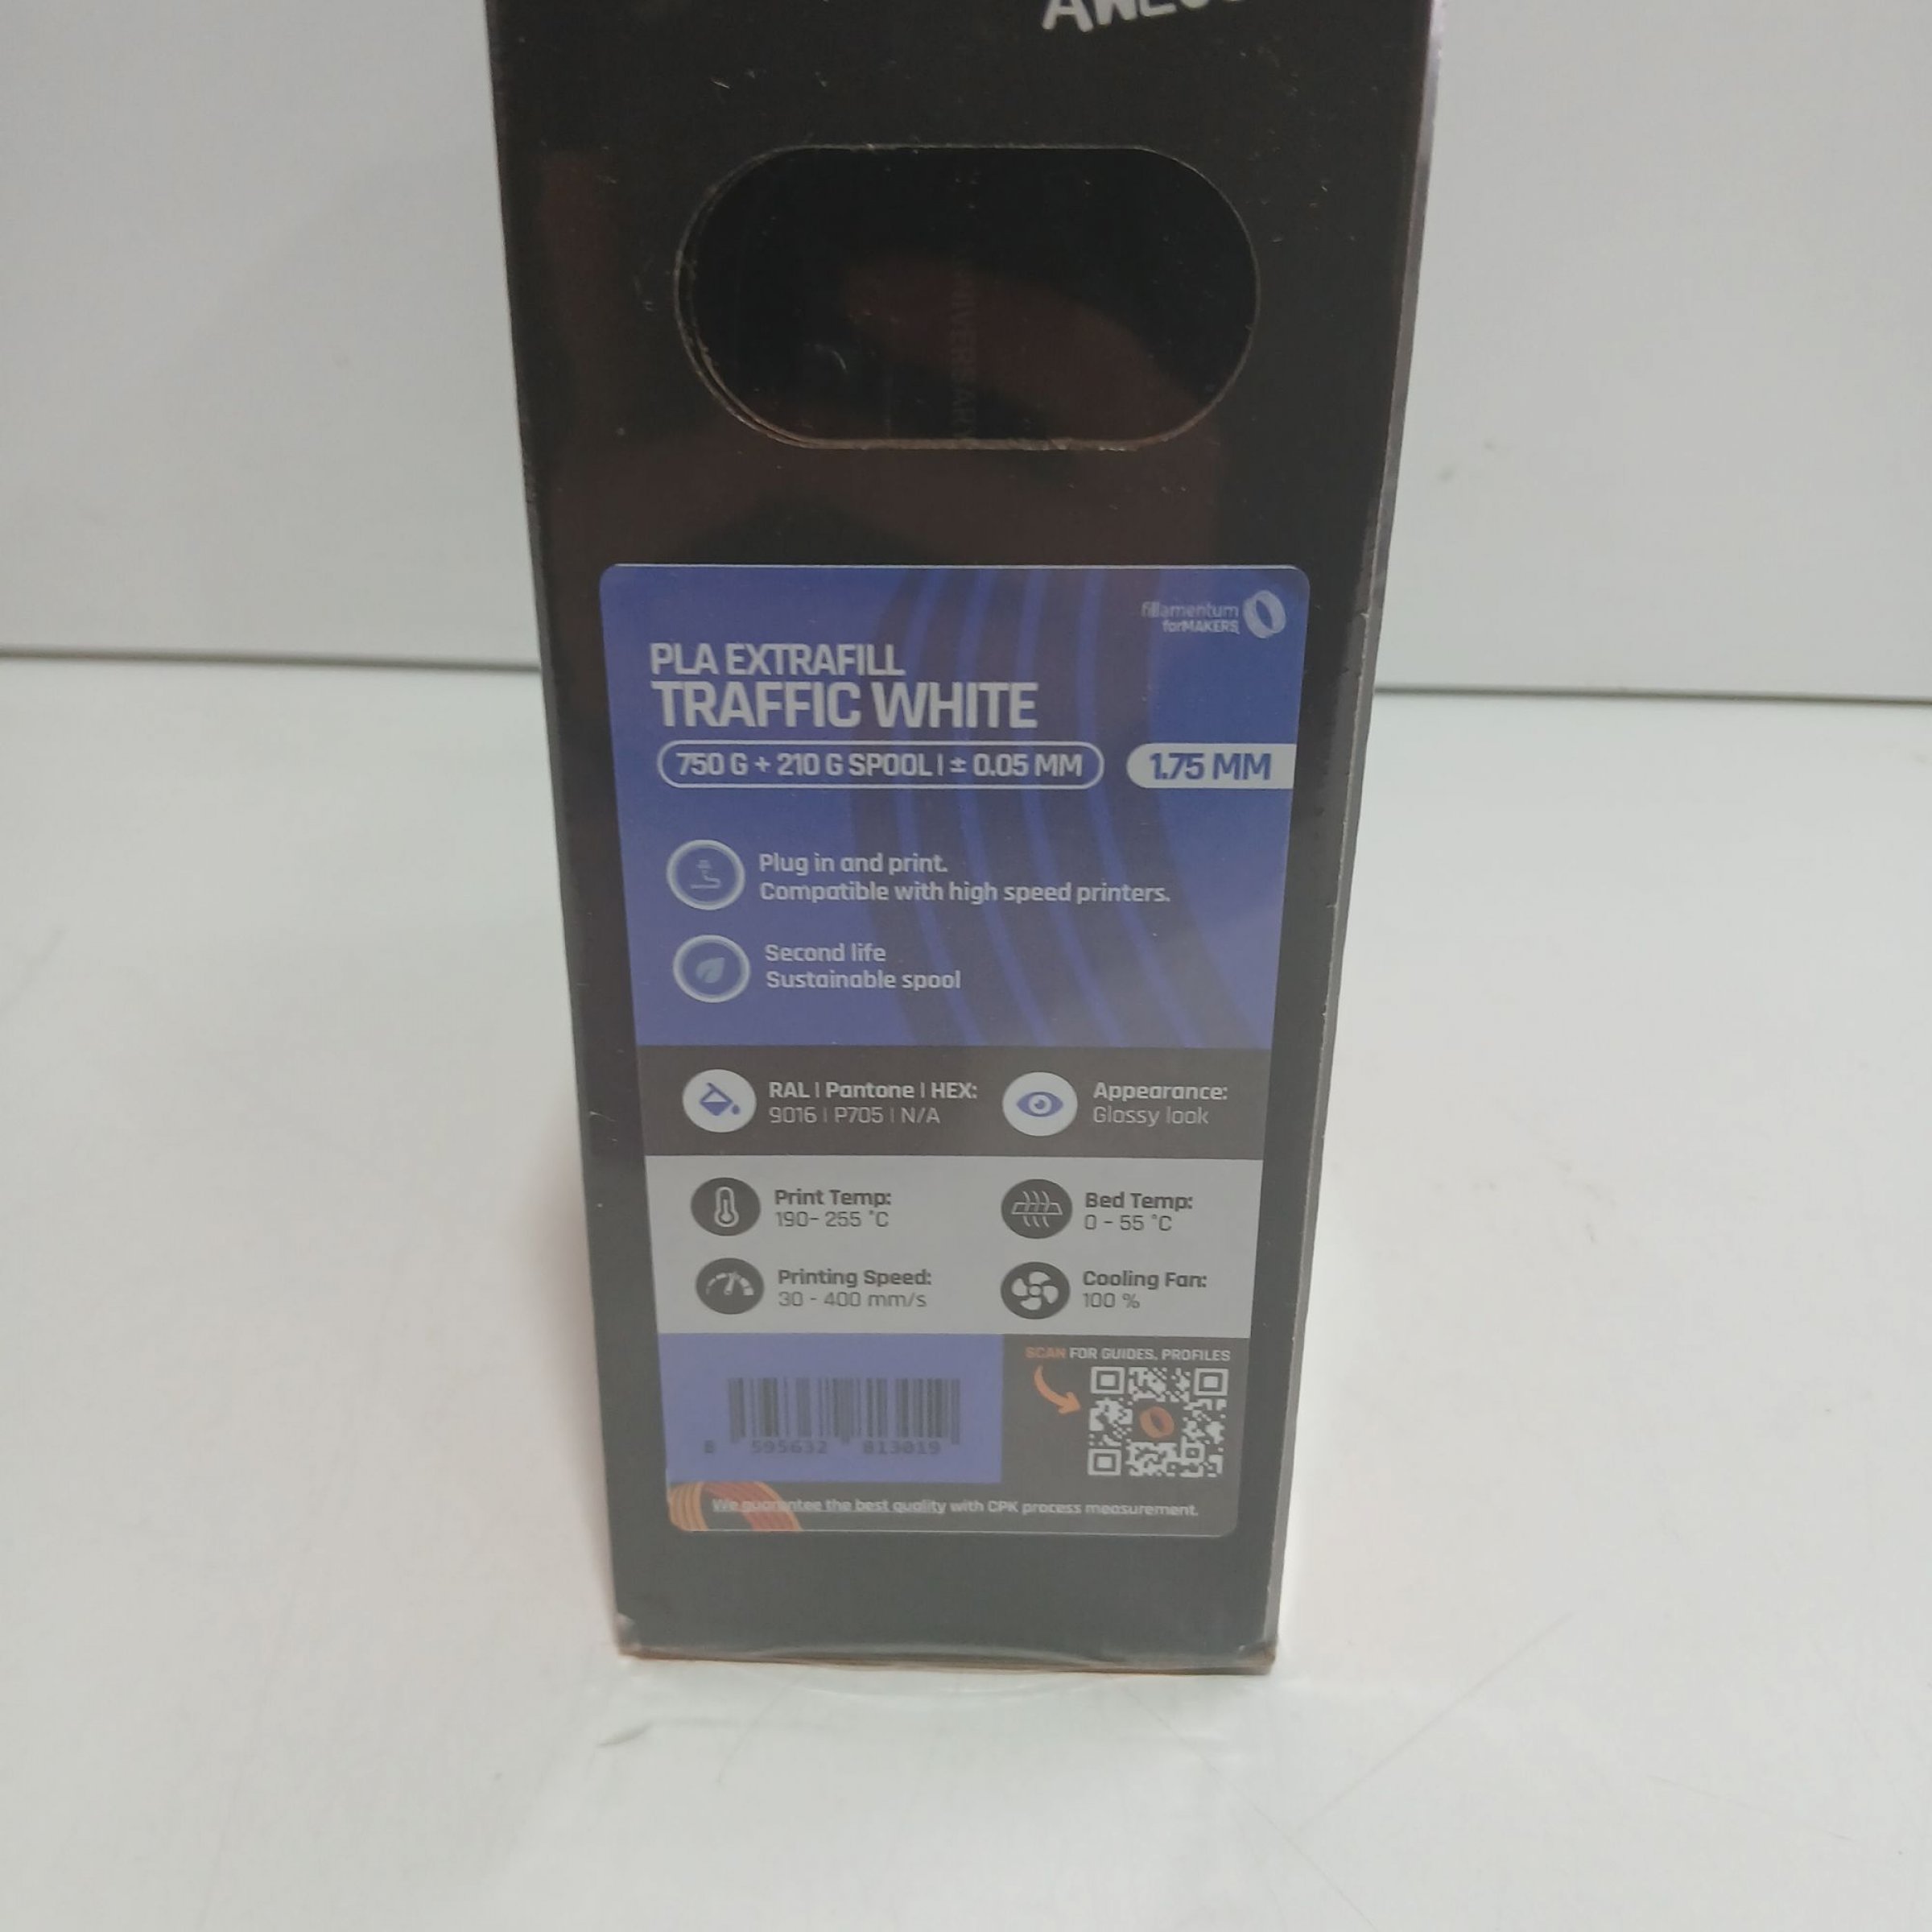 fillamentum
forMAKERS
PLA EXTRAFILL
TRAFFIC WHITE
750 G + 210 G SPOOL | ± 0.05 MM
1.75 MM
Plug in and print.
Compatible with high speed printers.
Second life
Sustainable spool
RAL | Pantone | HEX:
9016 | P705 | N/A
Appearance:
Glossy look
Print Temp:
190- 255 °C
Bed Temp:
0 - 55 °C
Printing Speed:
30 - 400 mm/s
Cooling Fan:
100 %
SCAN FOR GUIDES, PROFILES
8 595632 813019
We guarantee the best quality with CPK process measurement.